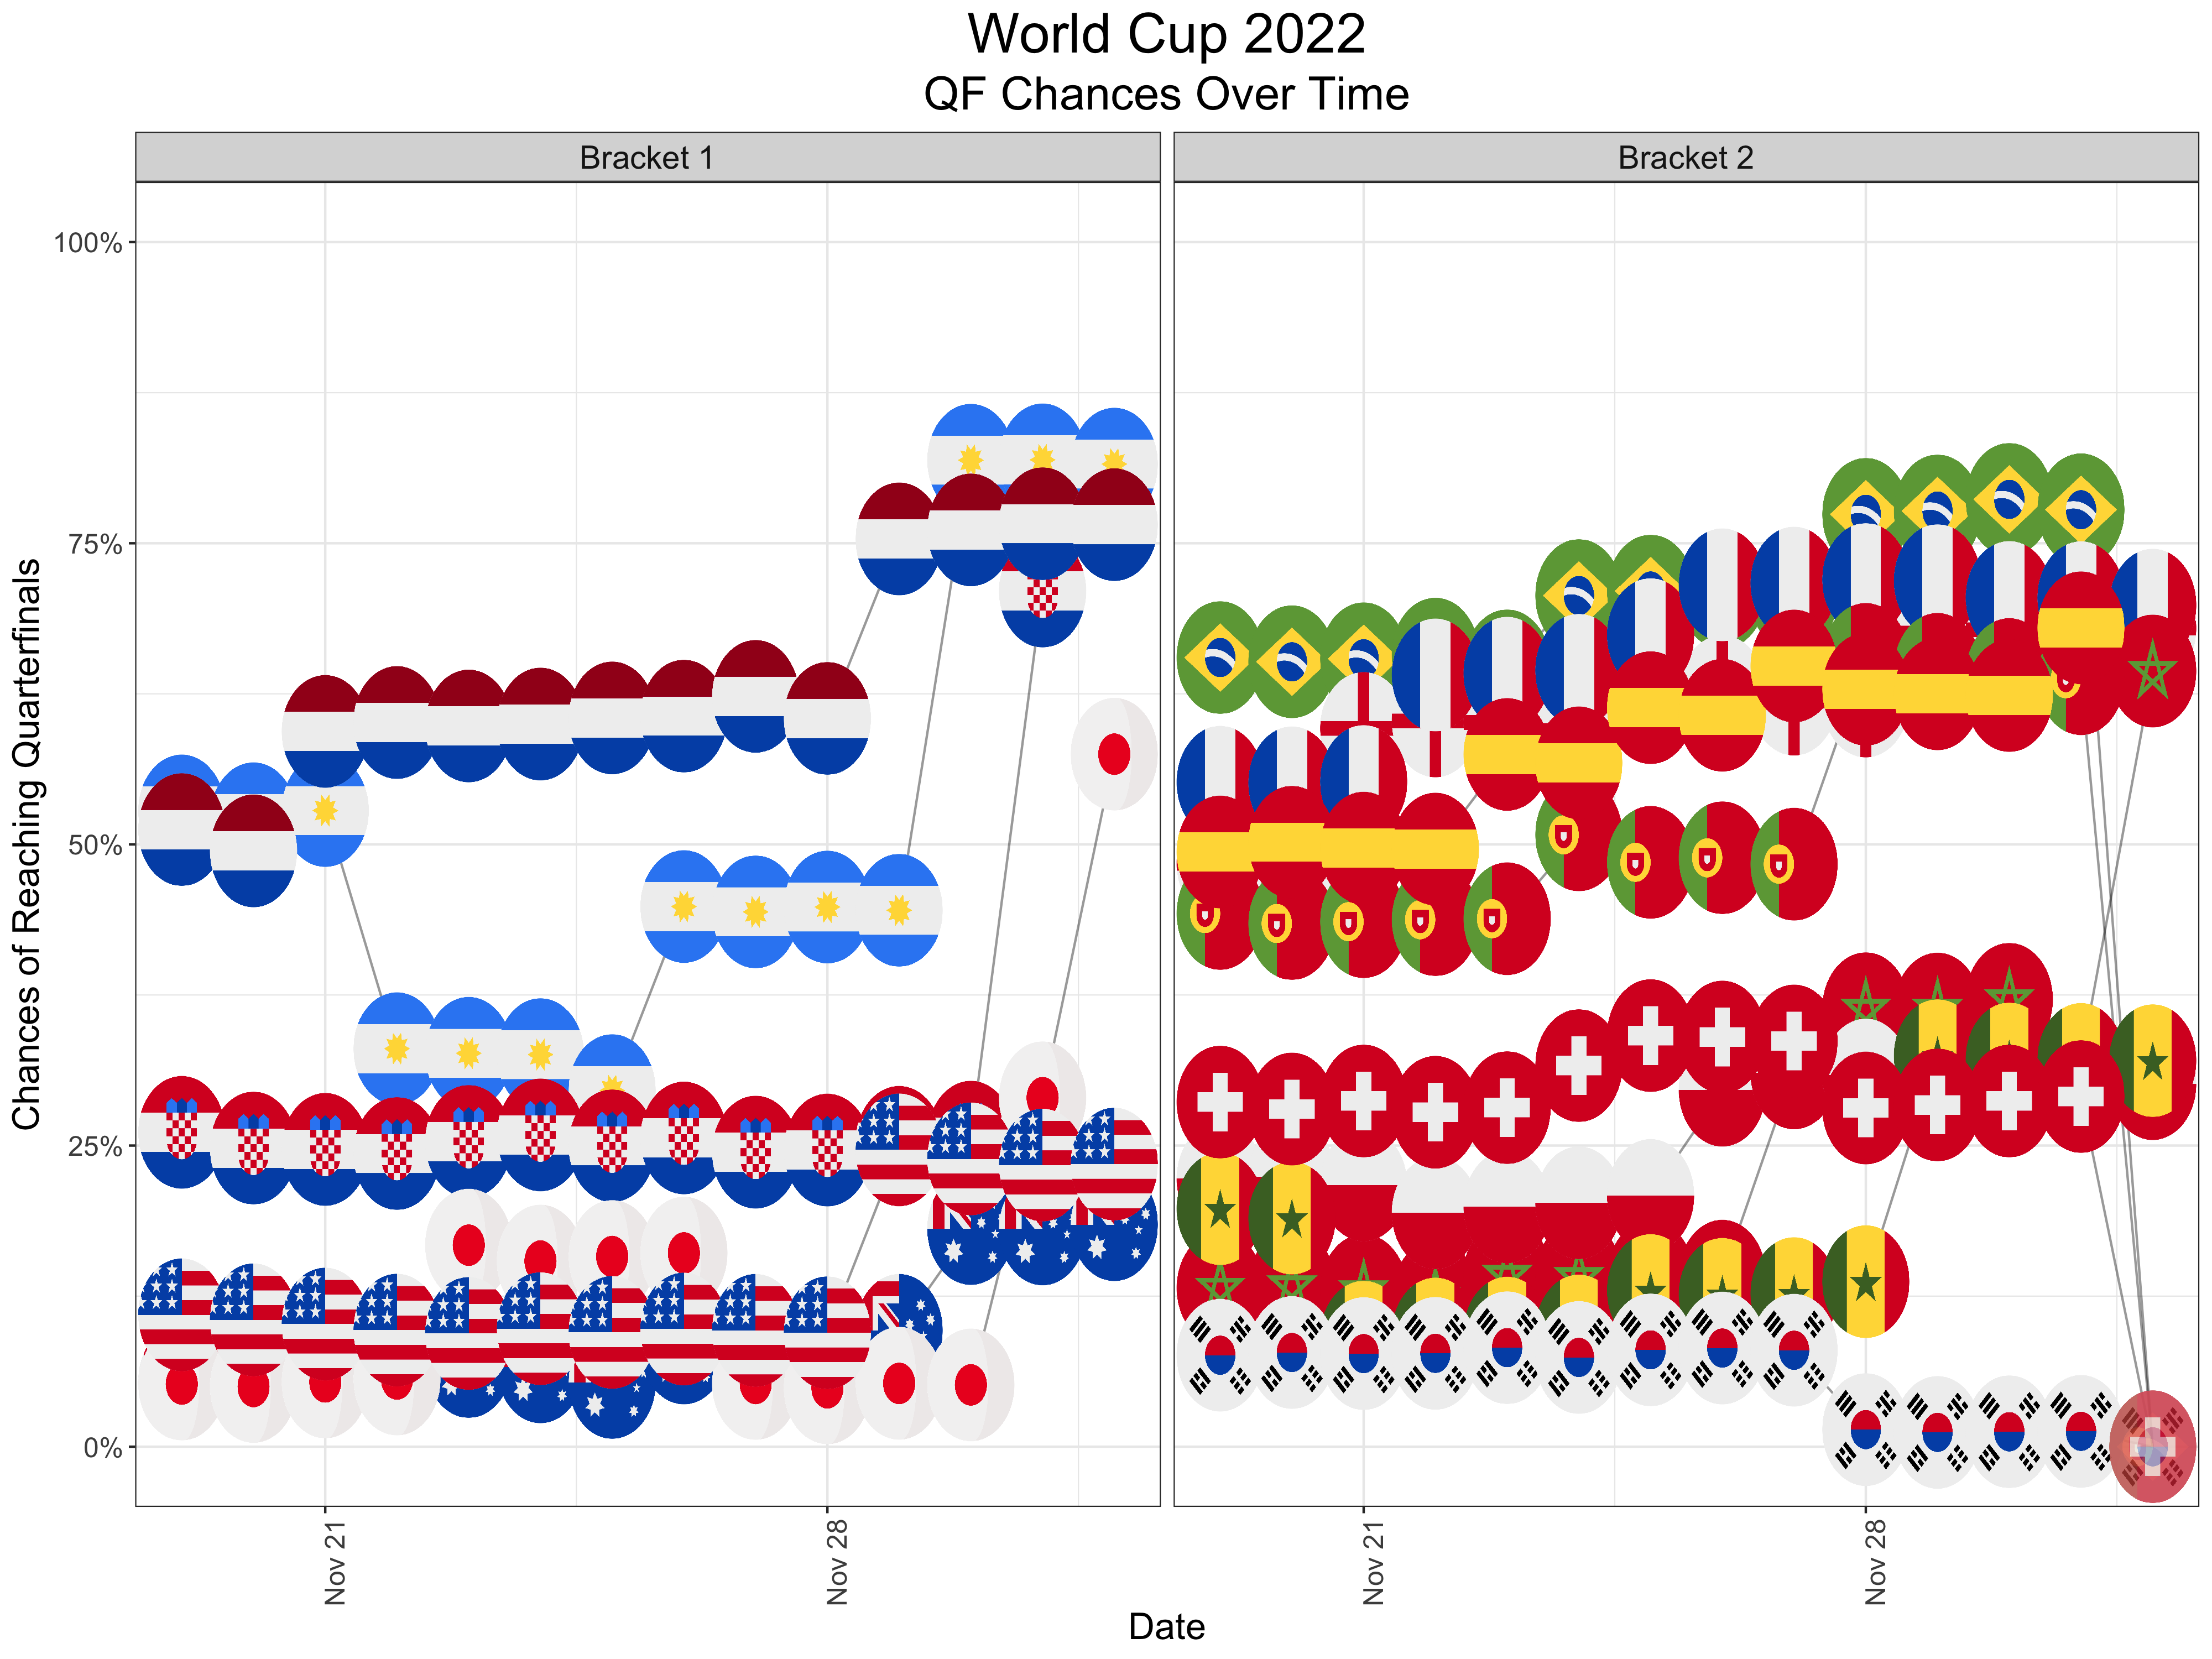 World Cup 2022
QF Chances Over Time
Bracket 1
Bracket 2
100%
75%
50%
25%
0%
Chances of Reaching Quarterfinals
Nov 21
Nov 28
Nov 21
Nov 28
Date